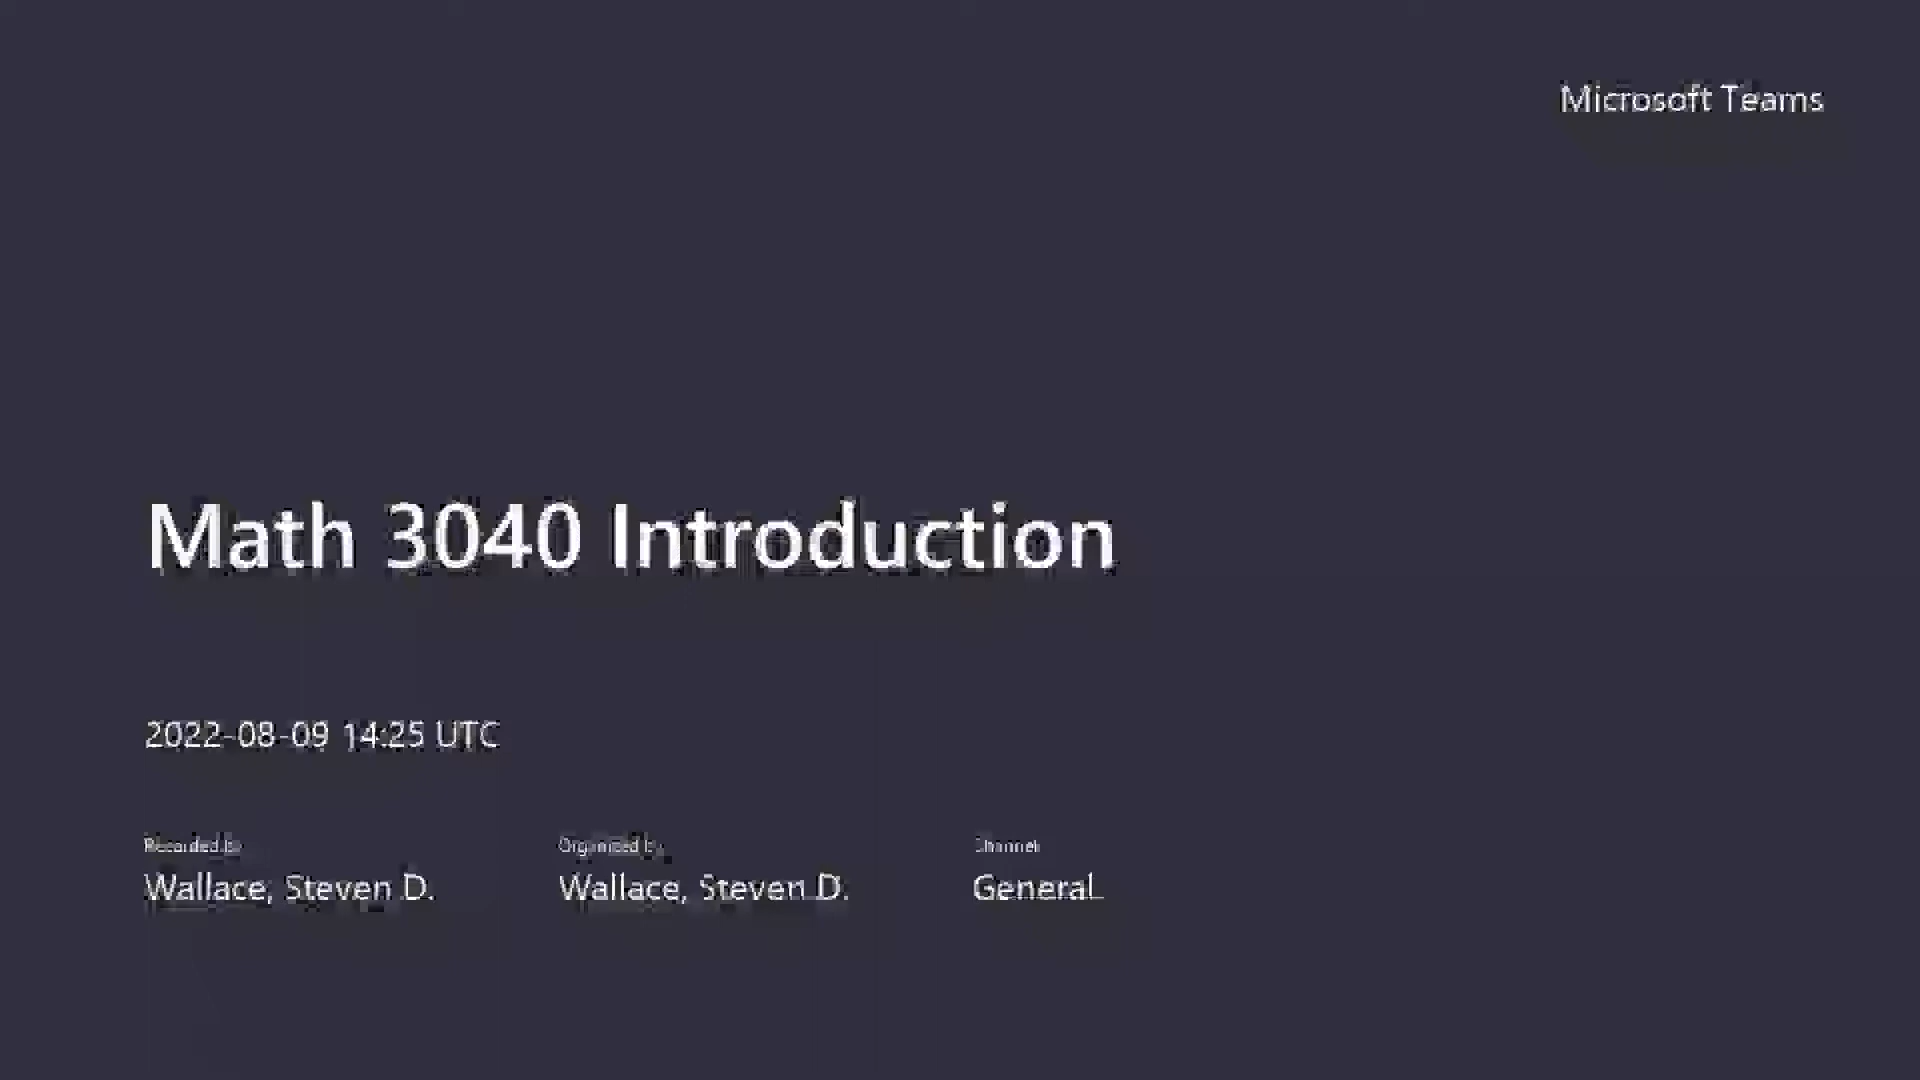 Microsoft Teams
Math 3040 Introduction
2022-08-09 14:25 UTC
Recorded by
Organized by
Channel
Wallace, Steven D.
Wallace, Steven D.
General